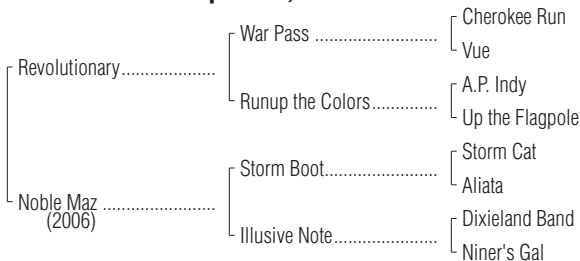 Cherokee Run
War Pass ....................
Vue
Revolutionary....................
A.P. Indy
Runup the Colors..............
Up the Flagpole
Storm Cat
Storm Boot........................
Aliata
Noble Maz ........................
(2006)
Dixieland Band
Illusive Note......................
Niner's Gal